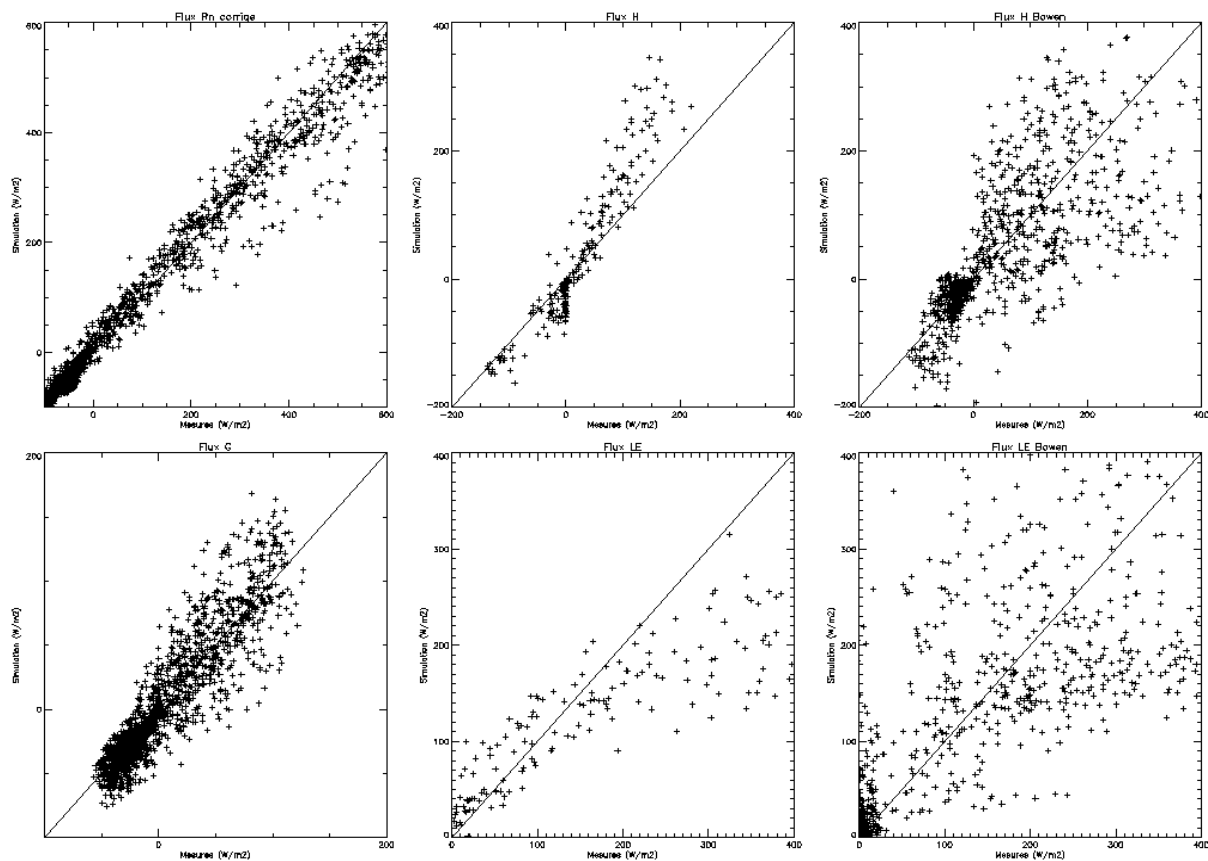 Flux Rn corrige
600
400
200
0
0 200 400 600
Simulation (W/m2)
Mesures (W/m2)
Flux H
400
200
0
-200
-200 0 200 400
Simulation (W/m2)
Mesures (W/m2)
Flux H Bowen
400
200
0
-200
-200 0 200 400
Simulation (W/m2)
Mesures (W/m2)
Flux G
200
0
0 200
Simulation (W/m2)
Mesures (W/m2)
Flux LE
400
300
200
100
0
0 100 200 300 400
Simulation (W/m2)
Mesures (W/m2)
Flux LE Bowen
400
300
200
100
0
0 100 200 300 400
Simulation (W/m2)
Mesures (W/m2)